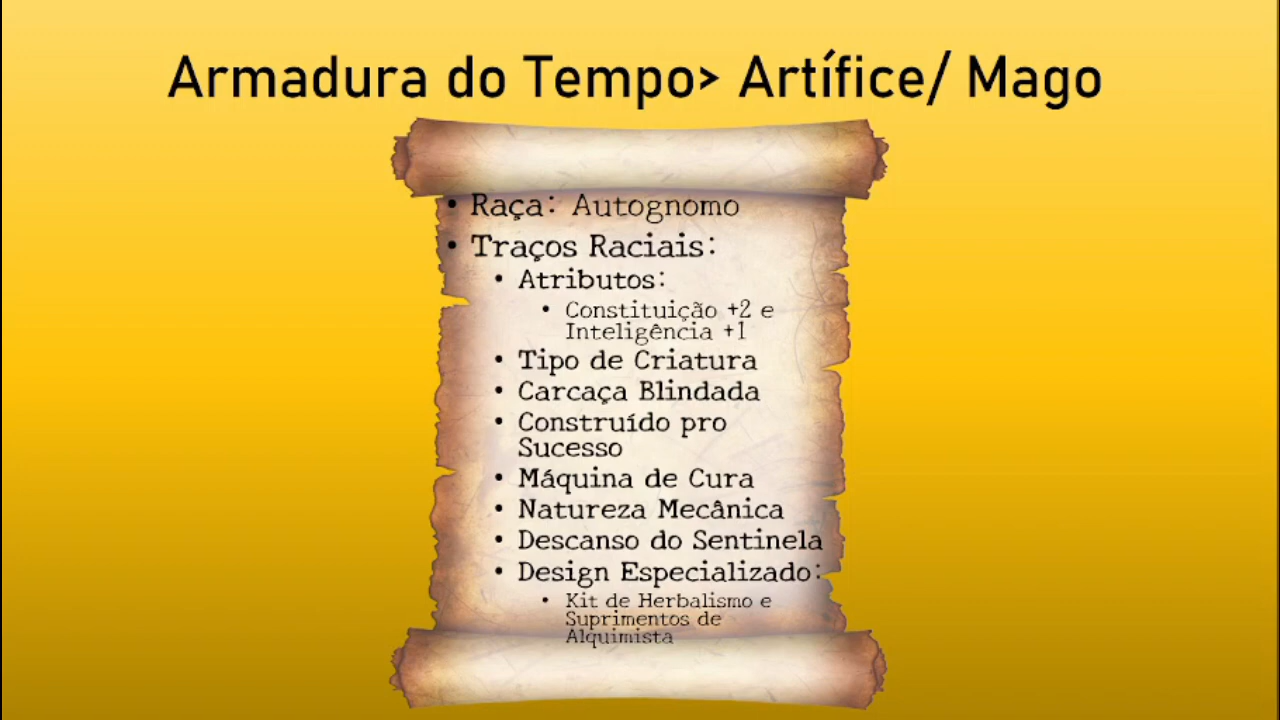 Armadura do Tempo> Artífice/ Mago
• Raça: Autognomo
• Traços Raciais:
• Atributos:
• Constituição +2 e
Inteligência +1
• Tipo de Criatura
• Carcaça Blindada
• Construído pro
Sucesso
• Máquina de Cura
• Natureza Mecânica
• Descanso do Sentinela
• Design Especializado:
• Kit de Herbalismo e
Suprimentos de
Alquimista